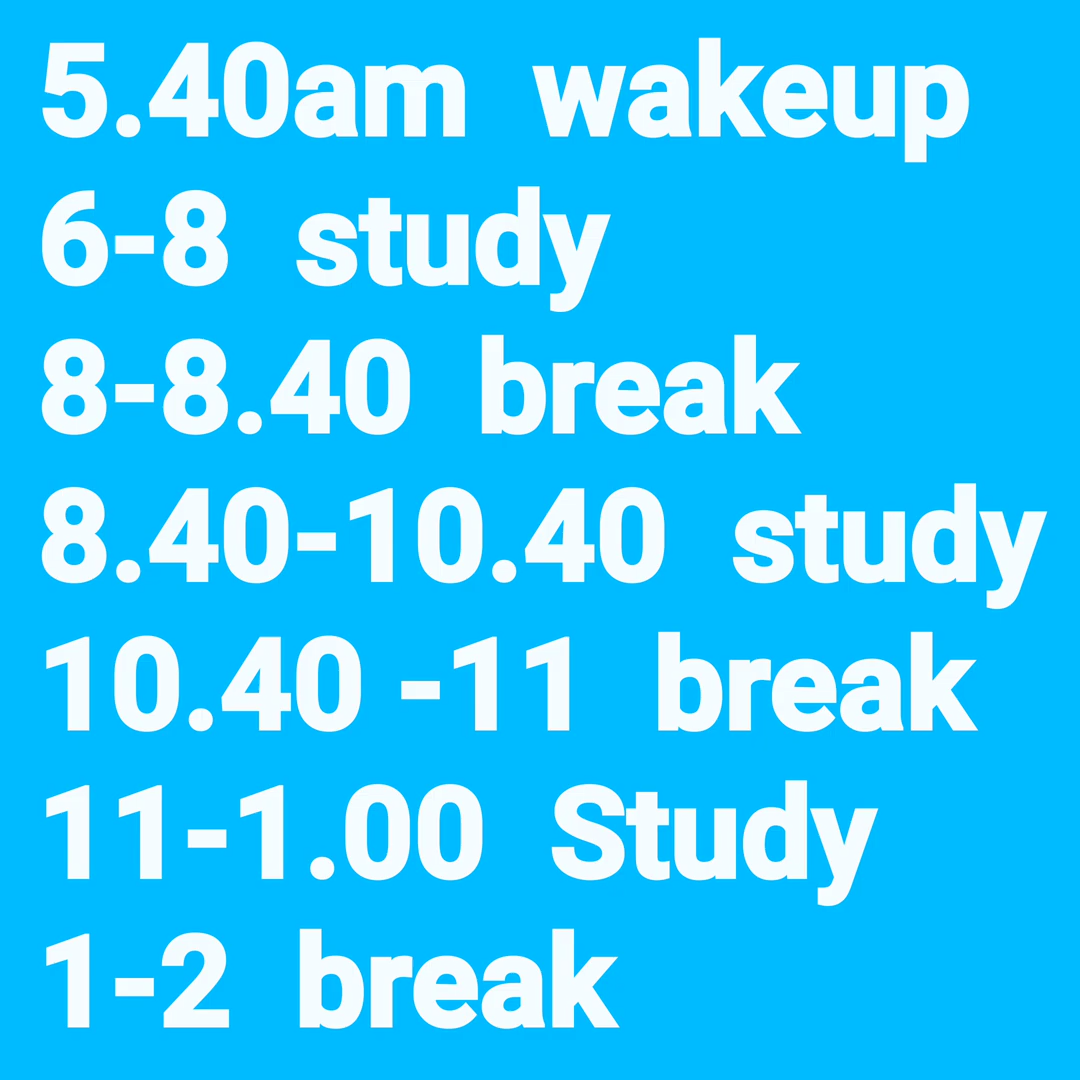 5.40am wakeup
6-8 study
8-8.40 break
8.40-10.40 study
10.40 -11 break
11-1.00 Study
1-2 break